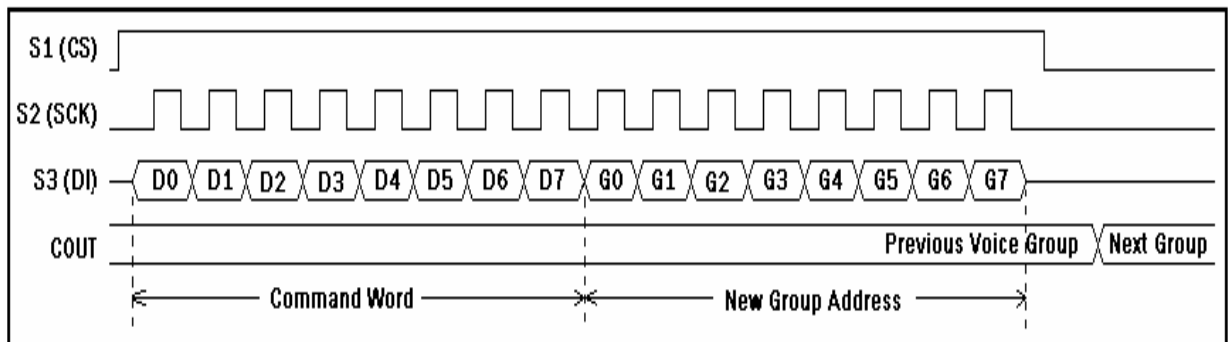 S1 (CS)
S2 (SCK)
S3 (DI) D0 D1 D2 D3 D4 D5 D6 D7 G0 G1 G2 G3 G4 G5 G6 G7
COUT Previous Voice Group Next Group
Command Word New Group Address